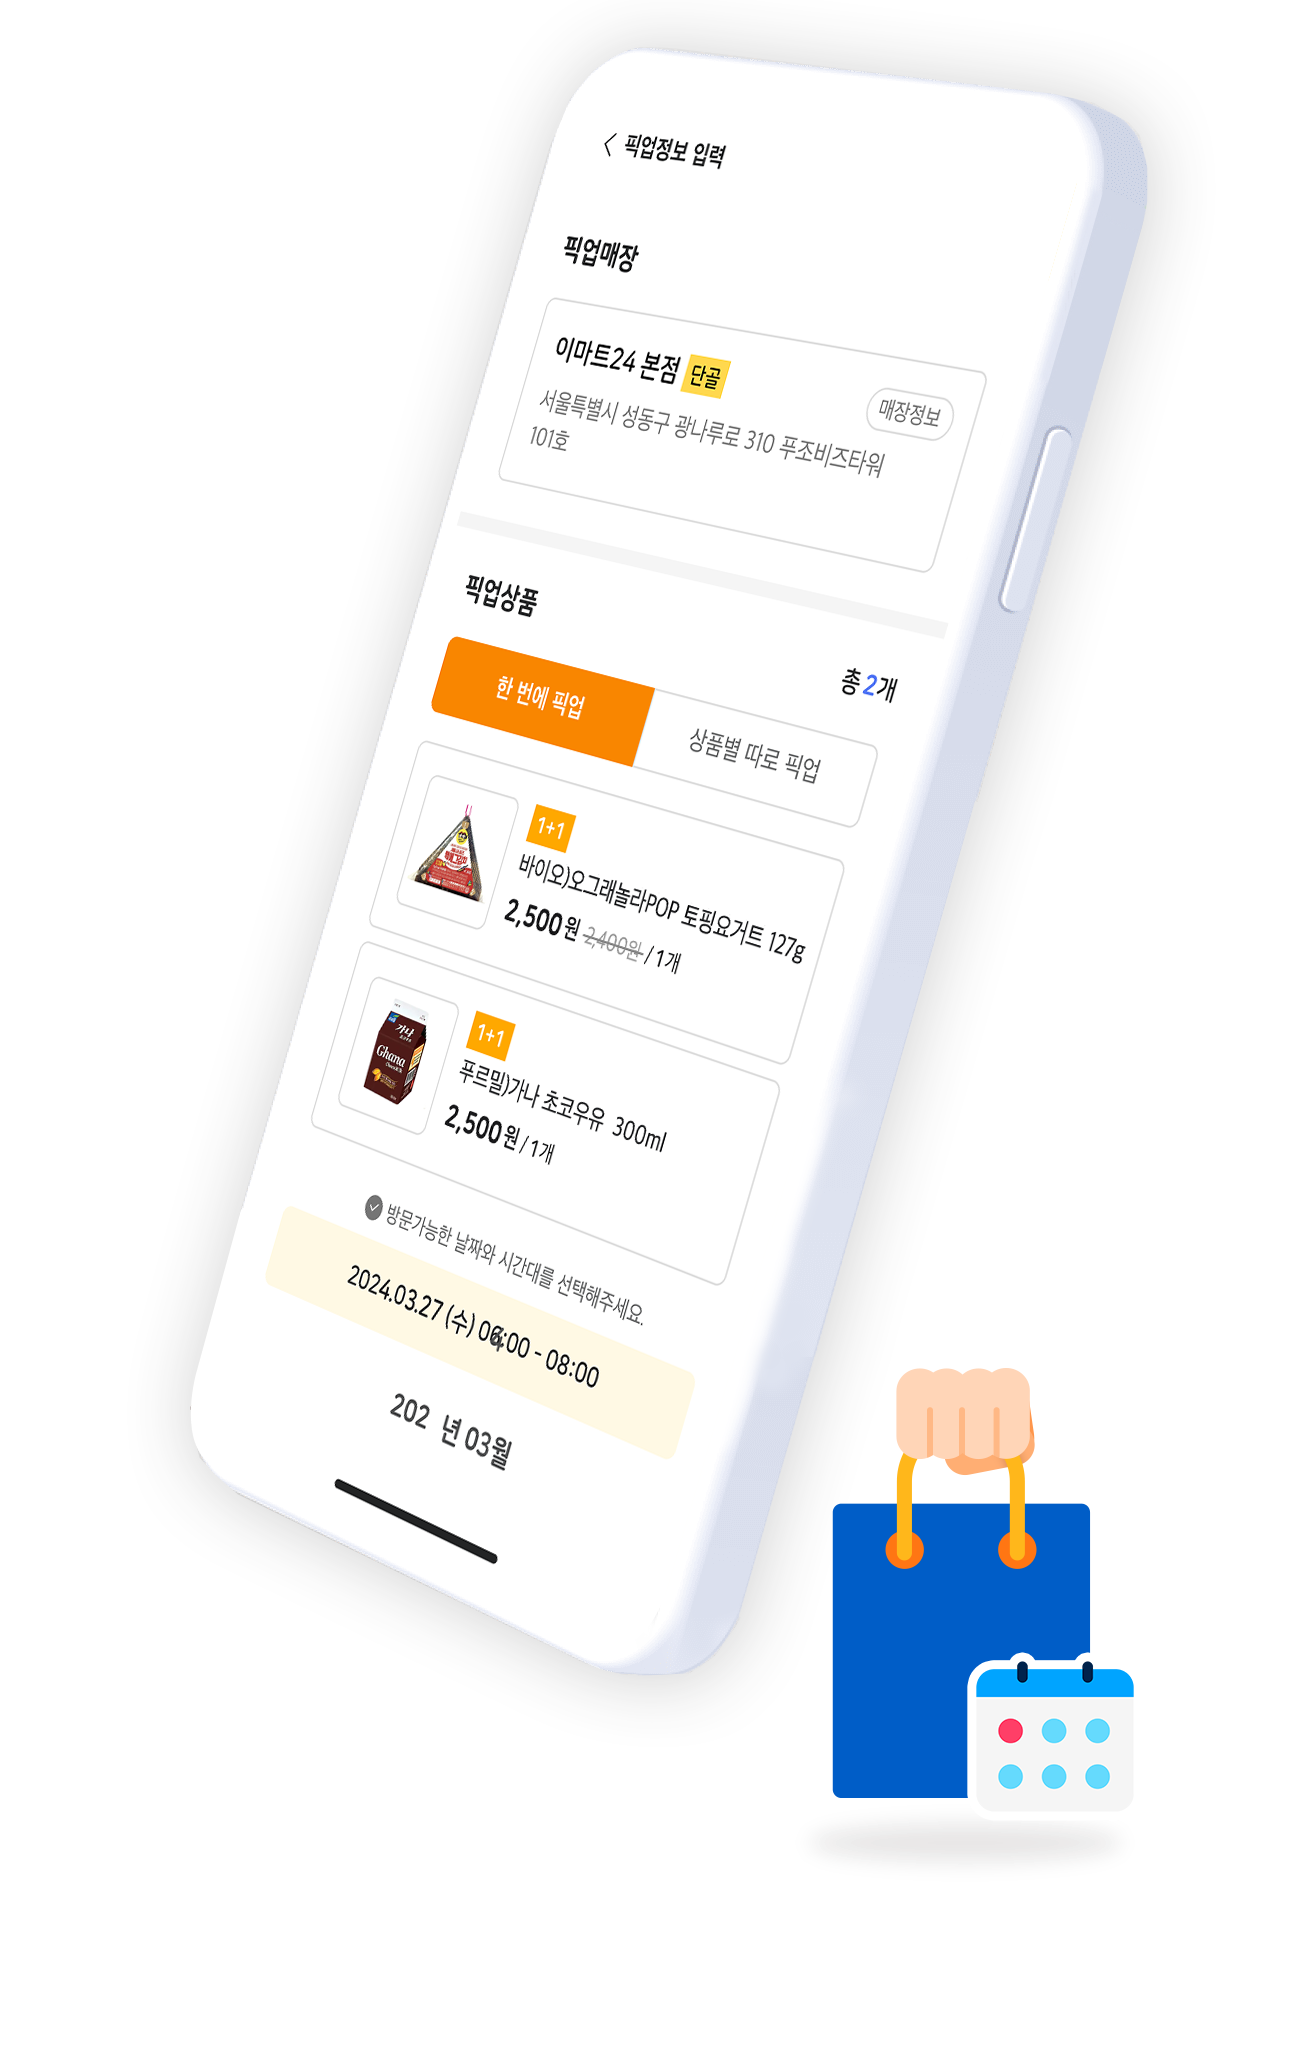 픽업정보 입력
픽업매장
이마트24 본점 단골
매장정보
서울특별시 성동구 광나루로 310 푸조비즈타워
101호
픽업상품
총 2개
한 번에 픽업
상품별 따로 픽업
1+1
바이오)오그래놀라POP 토핑요거트 127g
2,500원 2,400원 / 1개
가나
Ghana
1+1
푸르밀)가나 초코우유 300ml
2,500원 / 1개
방문가능한 날짜와 시간대를 선택해주세요.
2024.03.27 (수) 06:00 - 08:00
4
202 년 03월